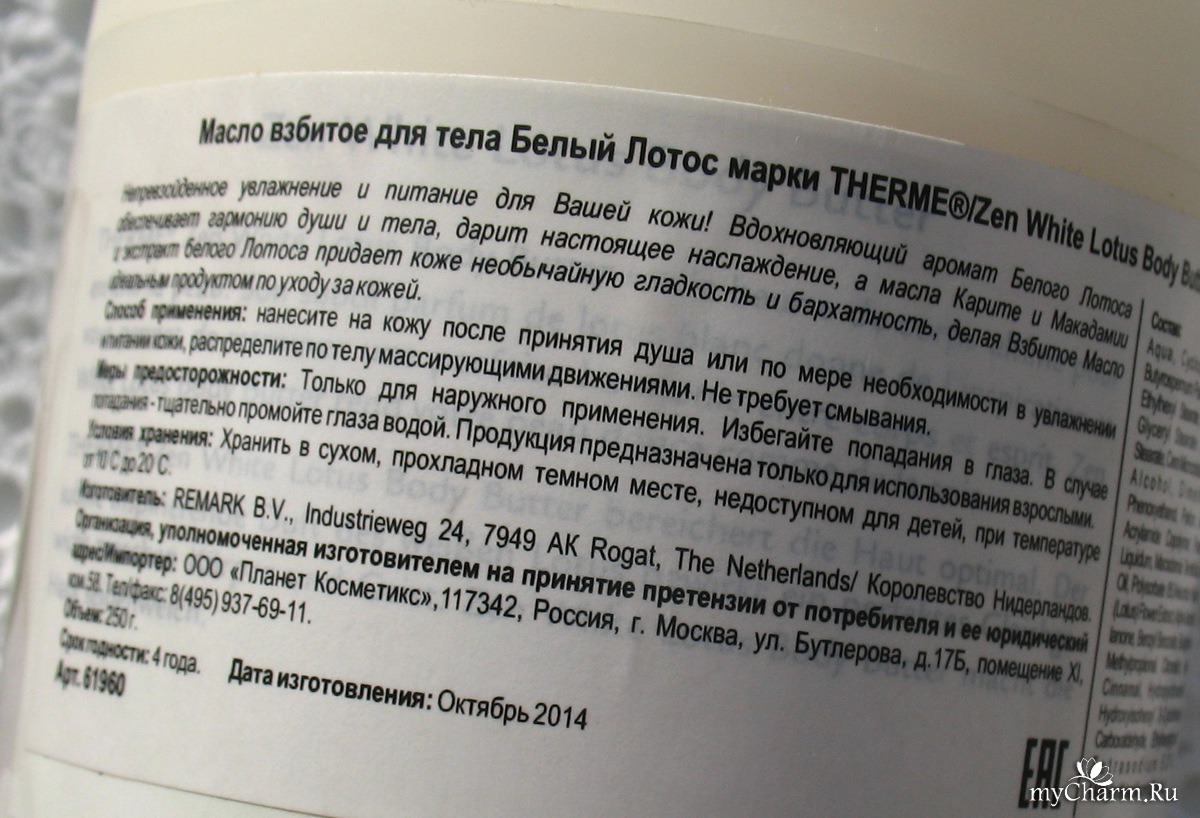 Масло взбитое для тела Белый Лотос марки THERME®/Zen White Lotus Body
Непревзойденное увлажнение и питание для Вашей кожи! Вдохновляющий аромат Белого Лотоса
обеспечивает гармонию души и тела, дарит настоящее наслаждение, а масла Карите и Макадамии
и экстракт белого Лотоса придает коже необычайную гладкость и бархатность, делая Взбитое Масло
идеальным продуктом по уходу за кожей.
Способ применения: нанесите на кожу после принятия душа или по мере необходимости в увлажнении
и питании кожи, распределите по телу массирующими движениями. Не требует смывания.
Меры предосторожности: Только для наружного применения. Избегайте попадания в глаза. В случае
попадания - тщательно промойте глаза водой. Продукция предназначена только для использования взрослыми.
Условия хранения: Хранить в сухом, прохладном темном месте, недоступном для детей, при температуре
от 10 С до 20 С.
Изготовитель: REMARK B.V., Industrieweg 24, 7949 AK Rogat, The Netherlands/ Королевство Нидерландов.
Организация, уполномоченная изготовителем на принятие претензии от потребителя и ее юридический
адрес/Импортер: ООО «Планет Косметикс»,117342, Россия, г. Москва, ул. Бутлерова, д.17Б, помещение XI,
ком.58. Тел/факс: 8(495) 937-69-11.
Объем: 250 г.
Срок годности: 4 года. Дата изготовления: Октябрь 2014
Арт. 61960
Состав:
Aqua,
Glyceryl
Alcohol,
Phenoxyethanol,
(Lotus) Flower
Cinnamal,
EAC
myCharm.Ru